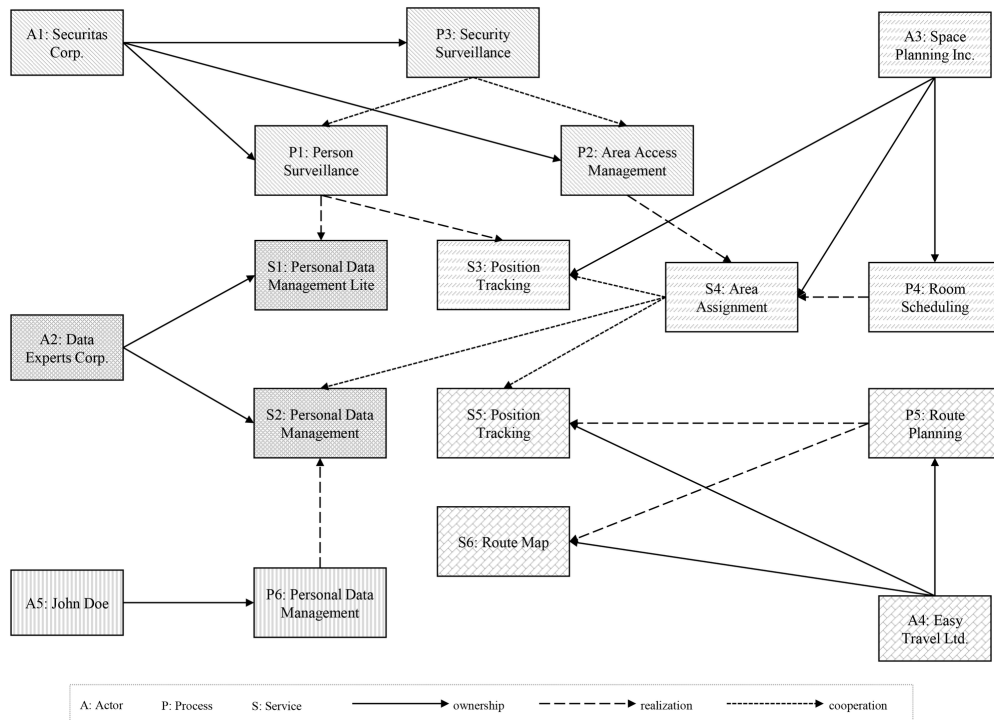 A1: Securitas
Corp.
P3: Security
Surveillance
A3: Space
Planning Inc.
P1: Person
Surveillance
P2: Area Access
Management
S1: Personal Data
Management Lite
S3: Position
Tracking
S4: Area
Assignment
P4: Room
Scheduling
A2: Data
Experts Corp.
S2: Personal Data
Management
S5: Position
Tracking
P5: Route
Planning
S6: Route Map
A5: John Doe
P6: Personal Data
Management
A4: Easy
Travel Ltd.
A: Actor P: Process S: Service ownership realization cooperation